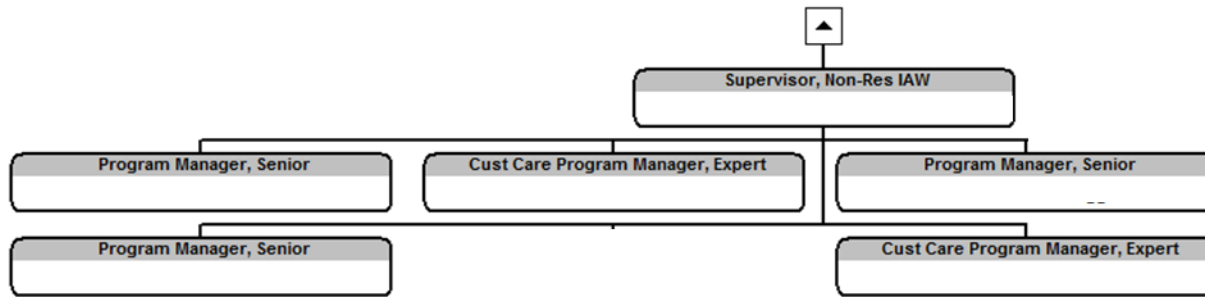 Supervisor, Non-Res IAW
Program Manager, Senior
Cust Care Program Manager, Expert
Program Manager, Senior
Program Manager, Senior
Cust Care Program Manager, Expert